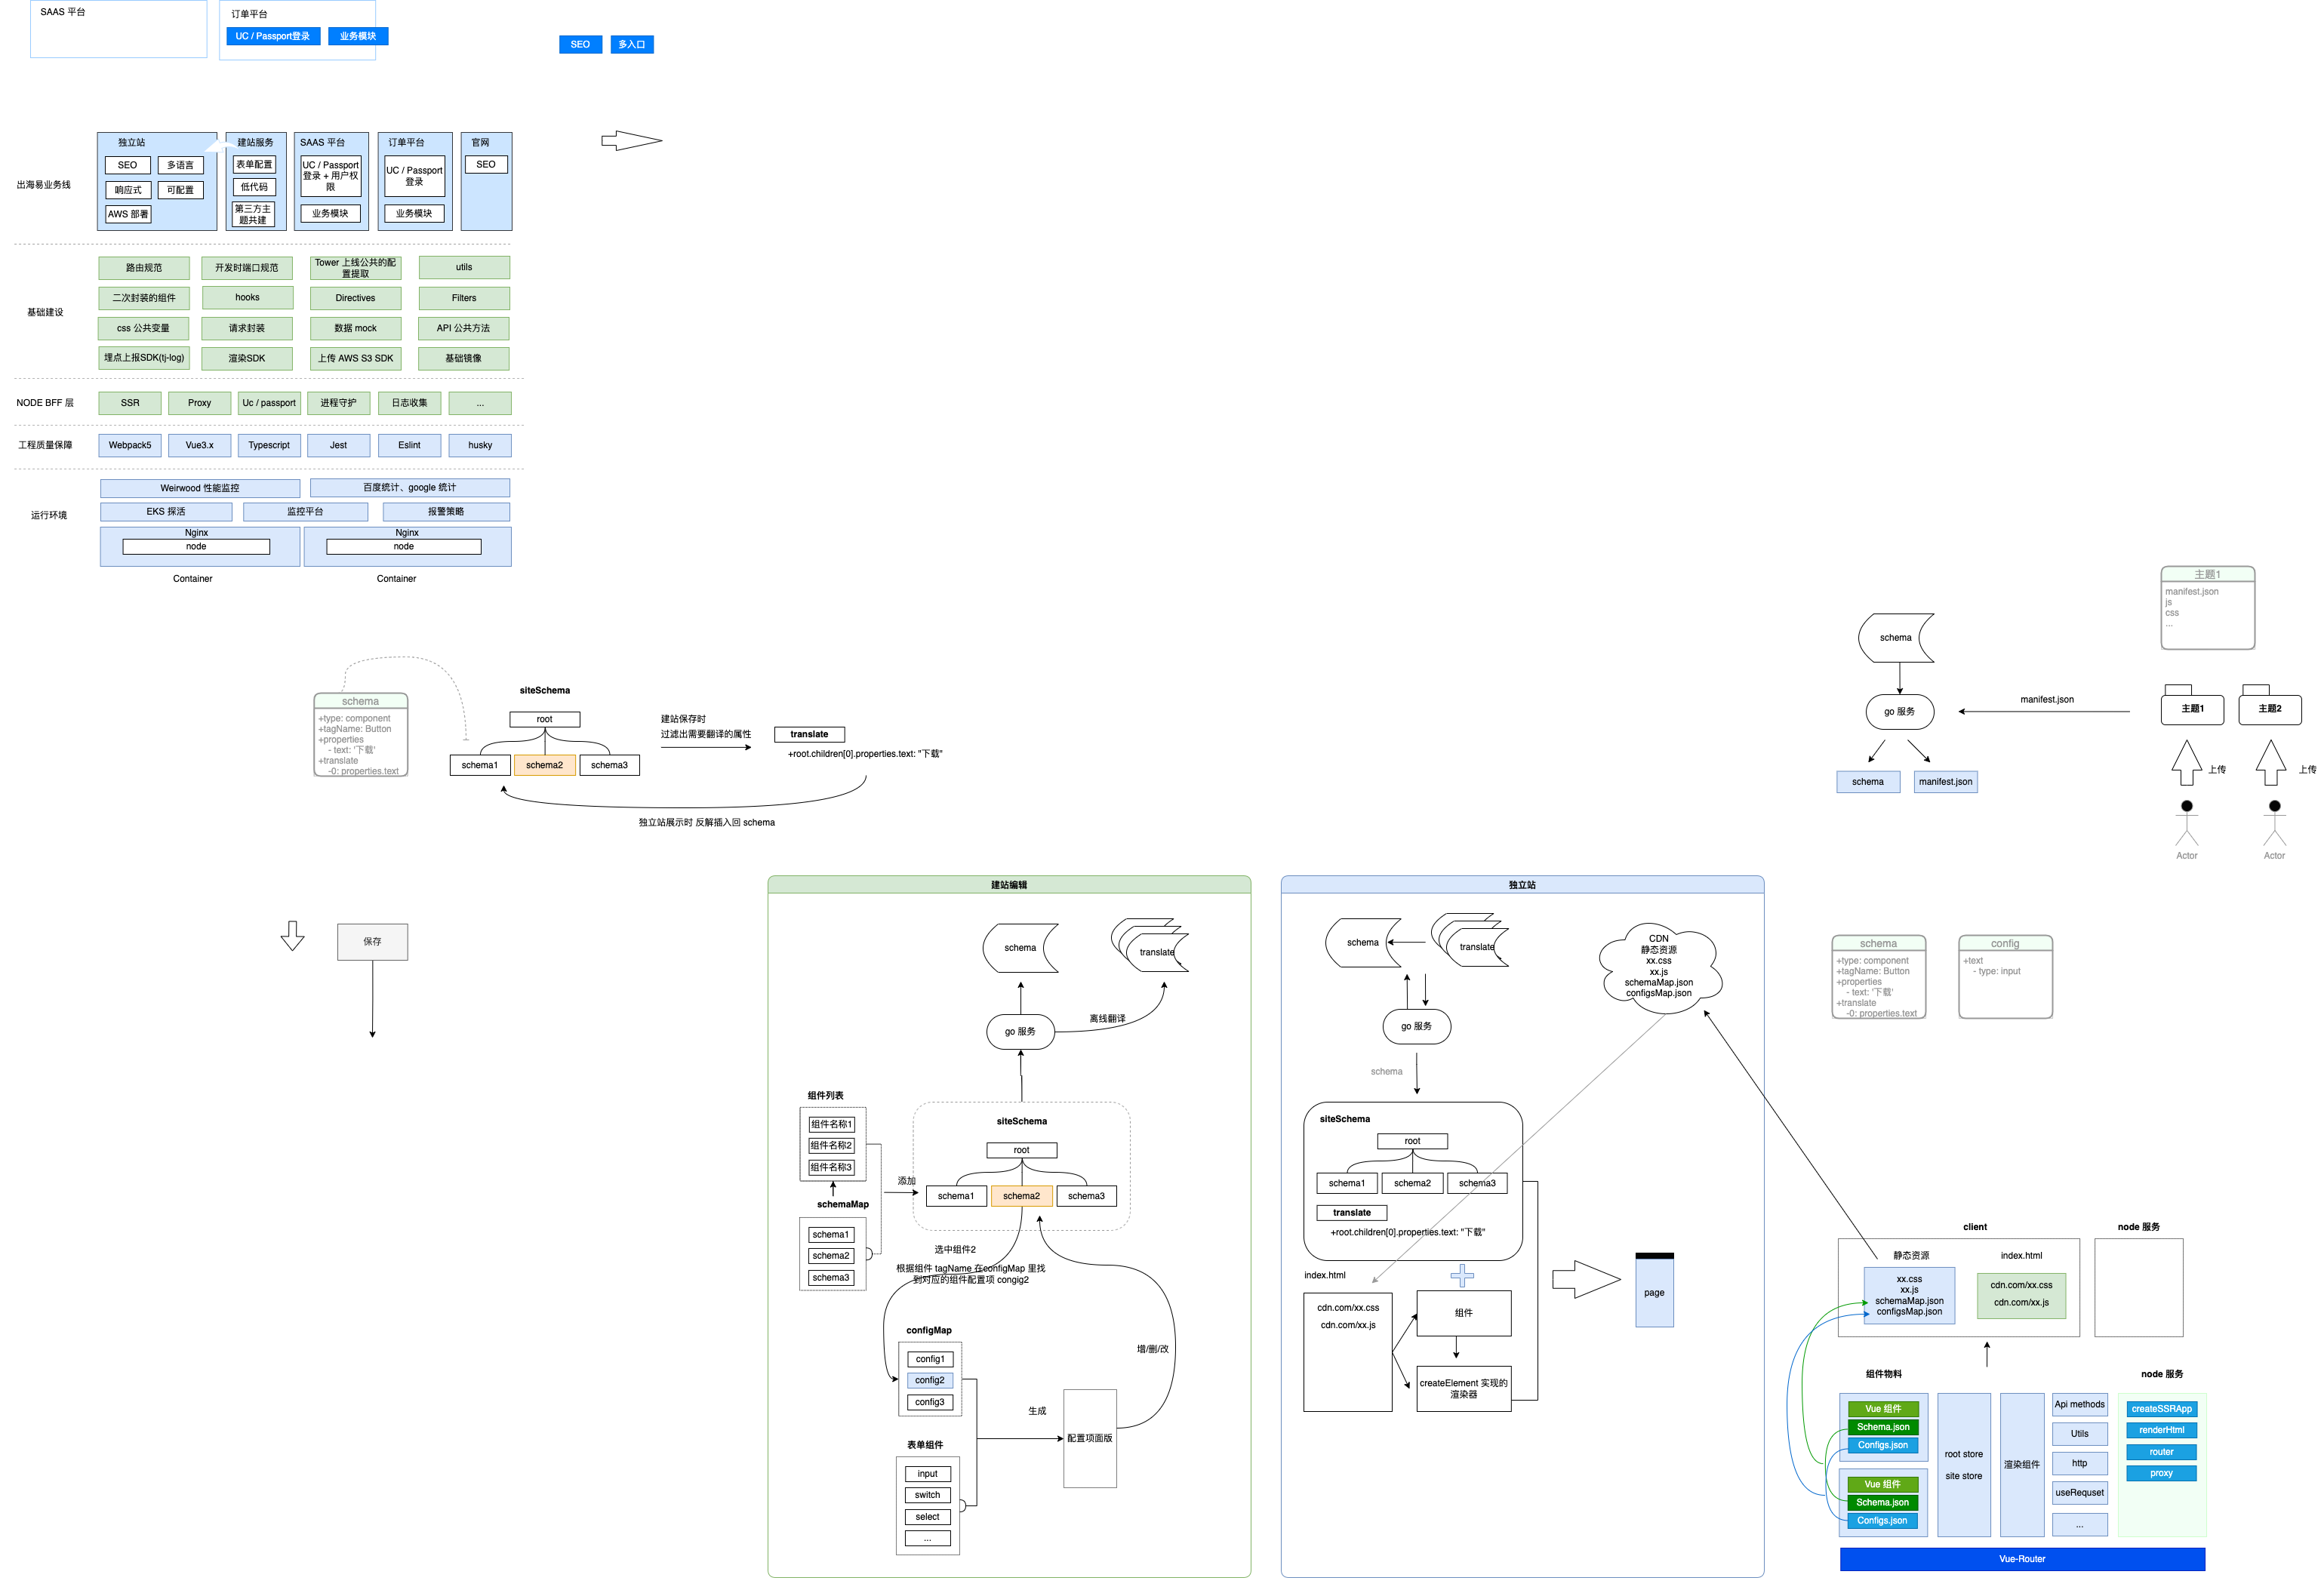 SAAS 平台
订单平台
UC / Passport登录
业务模块
SEO
多入口
出海易业务线
独立站
SEO
多语言
响应式
可配置
AWS 部署
建站服务
表单配置
低代码
第三方主
题共建
SAAS 平台
UC / Passport
登录 + 用户权
限
业务模块
订单平台
UC / Passport
登录
业务模块
官网
SEO
基础建设
路由规范
开发时端口规范
Tower 上线公共的配
置提取
utils
二次封装的组件
hooks
Directives
Filters
css 公共变量
请求封装
数据 mock
API 公共方法
埋点上报SDK(tj-log)
渲染SDK
上传 AWS S3 SDK
基础镜像
NODE BFF 层
SSR
Proxy
Uc / passport
进程守护
日志收集
...
工程质量保障
Webpack5
Vue3.x
Typescript
Jest
Eslint
husky
运行环境
Weirwood 性能监控
百度统计、google 统计
EKS 探活
监控平台
报警策略
Nginx
node
Nginx
node
Container
Container
schema
+type: component
+tagName: Button
+properties
- text: '下载'
+translate
-0: properties.text
siteSchema
root
schema1
schema2
schema3
建站保存时
过滤出需要翻译的属性
translate
+root.children[0].properties.text: "下载"
独立站展示时 反解插入回 schema
schema
go 服务
schema
manifest.json
manifest.json
主题1
manifest.json
js
css
...
主题1
主题2
上传
上传
Actor
Actor
保存
建站编辑
schema
translate
go 服务
离线翻译
组件列表
组件名称1
组件名称2
组件名称3
schemaMap
schema1
schema2
schema3
添加
siteSchema
root
schema1
schema2
schema3
选中组件2
根据组件 tagName 在configMap 里找
到对应的组件配置项 congig2
configMap
config1
config2
config3
表单组件
input
switch
select
...
生成
配置项面版
增/删/改
独立站
schema
translate
go 服务
schema
CDN
静态资源
xx.css
xx.js
schemaMap.json
configsMap.json
siteSchema
root
schema1
schema2
schema3
translate
+root.children[0].properties.text: "下载"
index.html
cdn.com/xx.css
cdn.com/xx.js
组件
createElement 实现的
渲染器
page
schema
+type: component
+tagName: Button
+properties
- text: '下载'
+translate
-0: properties.text
config
+text
- type: input
client
静态资源
xx.css
xx.js
schemaMap.json
configsMap.json
index.html
cdn.com/xx.css
cdn.com/xx.js
node 服务
组件物料
Vue 组件
Schema.json
Configs.json
Vue 组件
Schema.json
Configs.json
root store
site store
渲染组件
Api methods
Utils
http
useRequset
...
node 服务
createSSRApp
renderHtml
router
proxy
Vue-Router